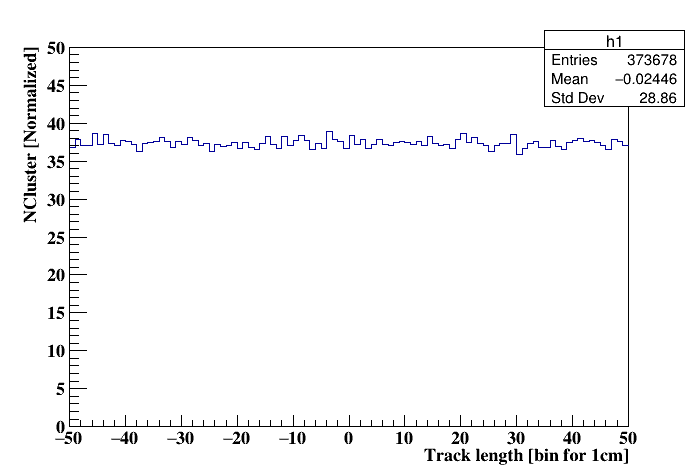 h1
Entries 373678
Mean −0.02446
Std Dev 28.86
NCluster [Normalized]
50
45
40
35
30
25
20
15
10
5
0
−50 −40 −30 −20 −10 0 10 20 30 40 50
Track length [bin for 1cm]